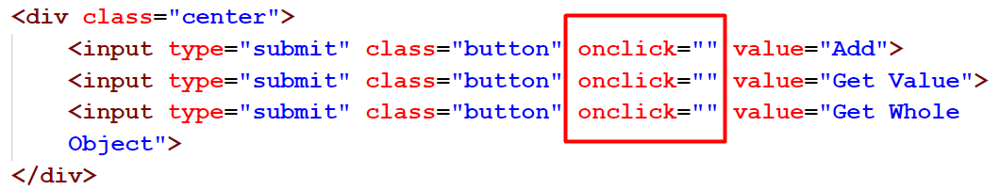 <div class="center">
<input type="submit" class="button" onclick="" value="Add">
<input type="submit" class="button" onclick="" value="Get Value">
<input type="submit" class="button" onclick="" value="Get Whole
Object">
</div>